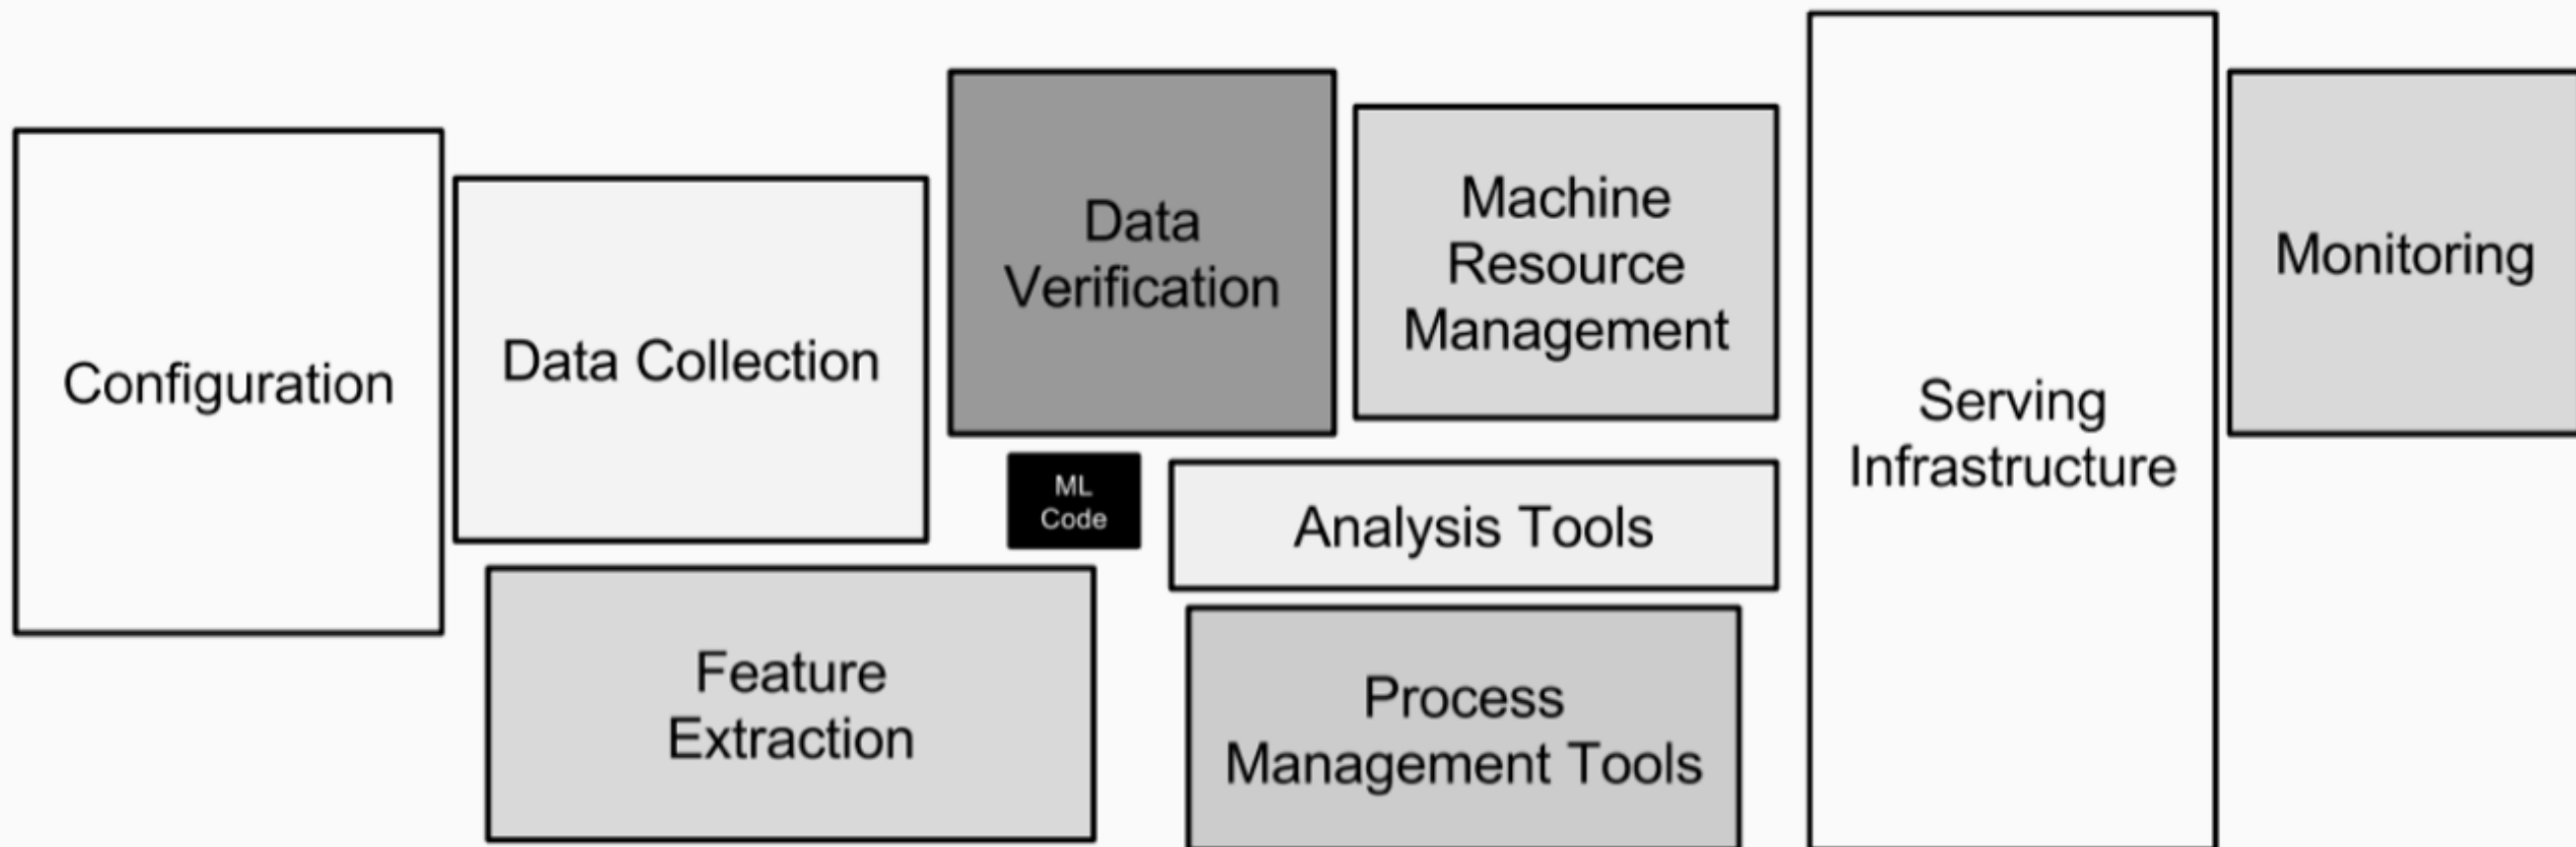 Configuration
Data Collection
Data
Verification
Machine
Resource
Management
Serving
Infrastructure
Monitoring
ML
Code
Analysis Tools
Feature
Extraction
Process
Management Tools